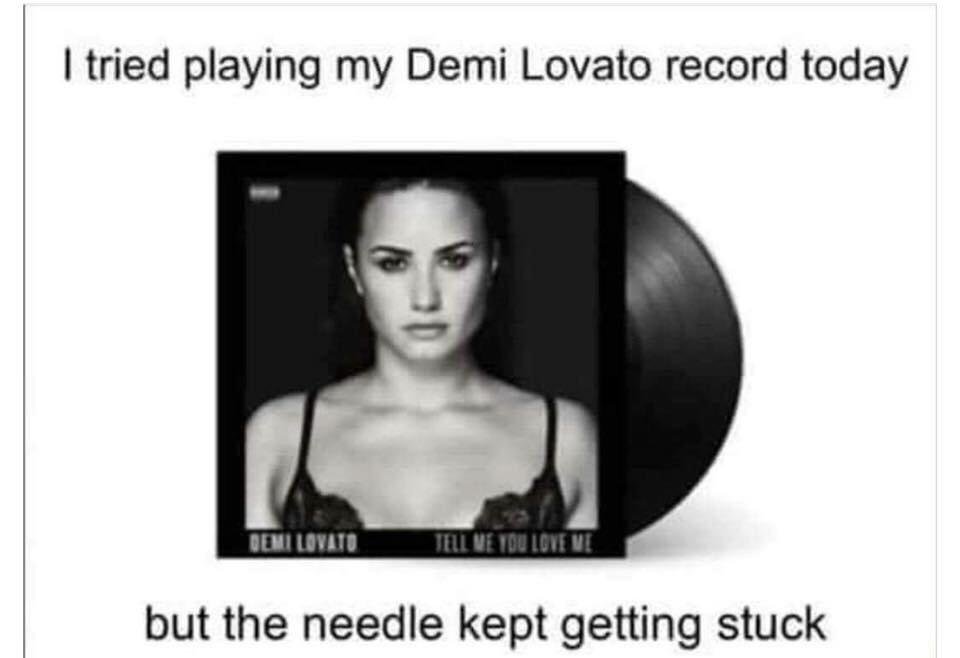 I tried playing my Demi Lovato record today
DEMI LOVATO TELL ME YOU LOVE ME
but the needle kept getting stuck